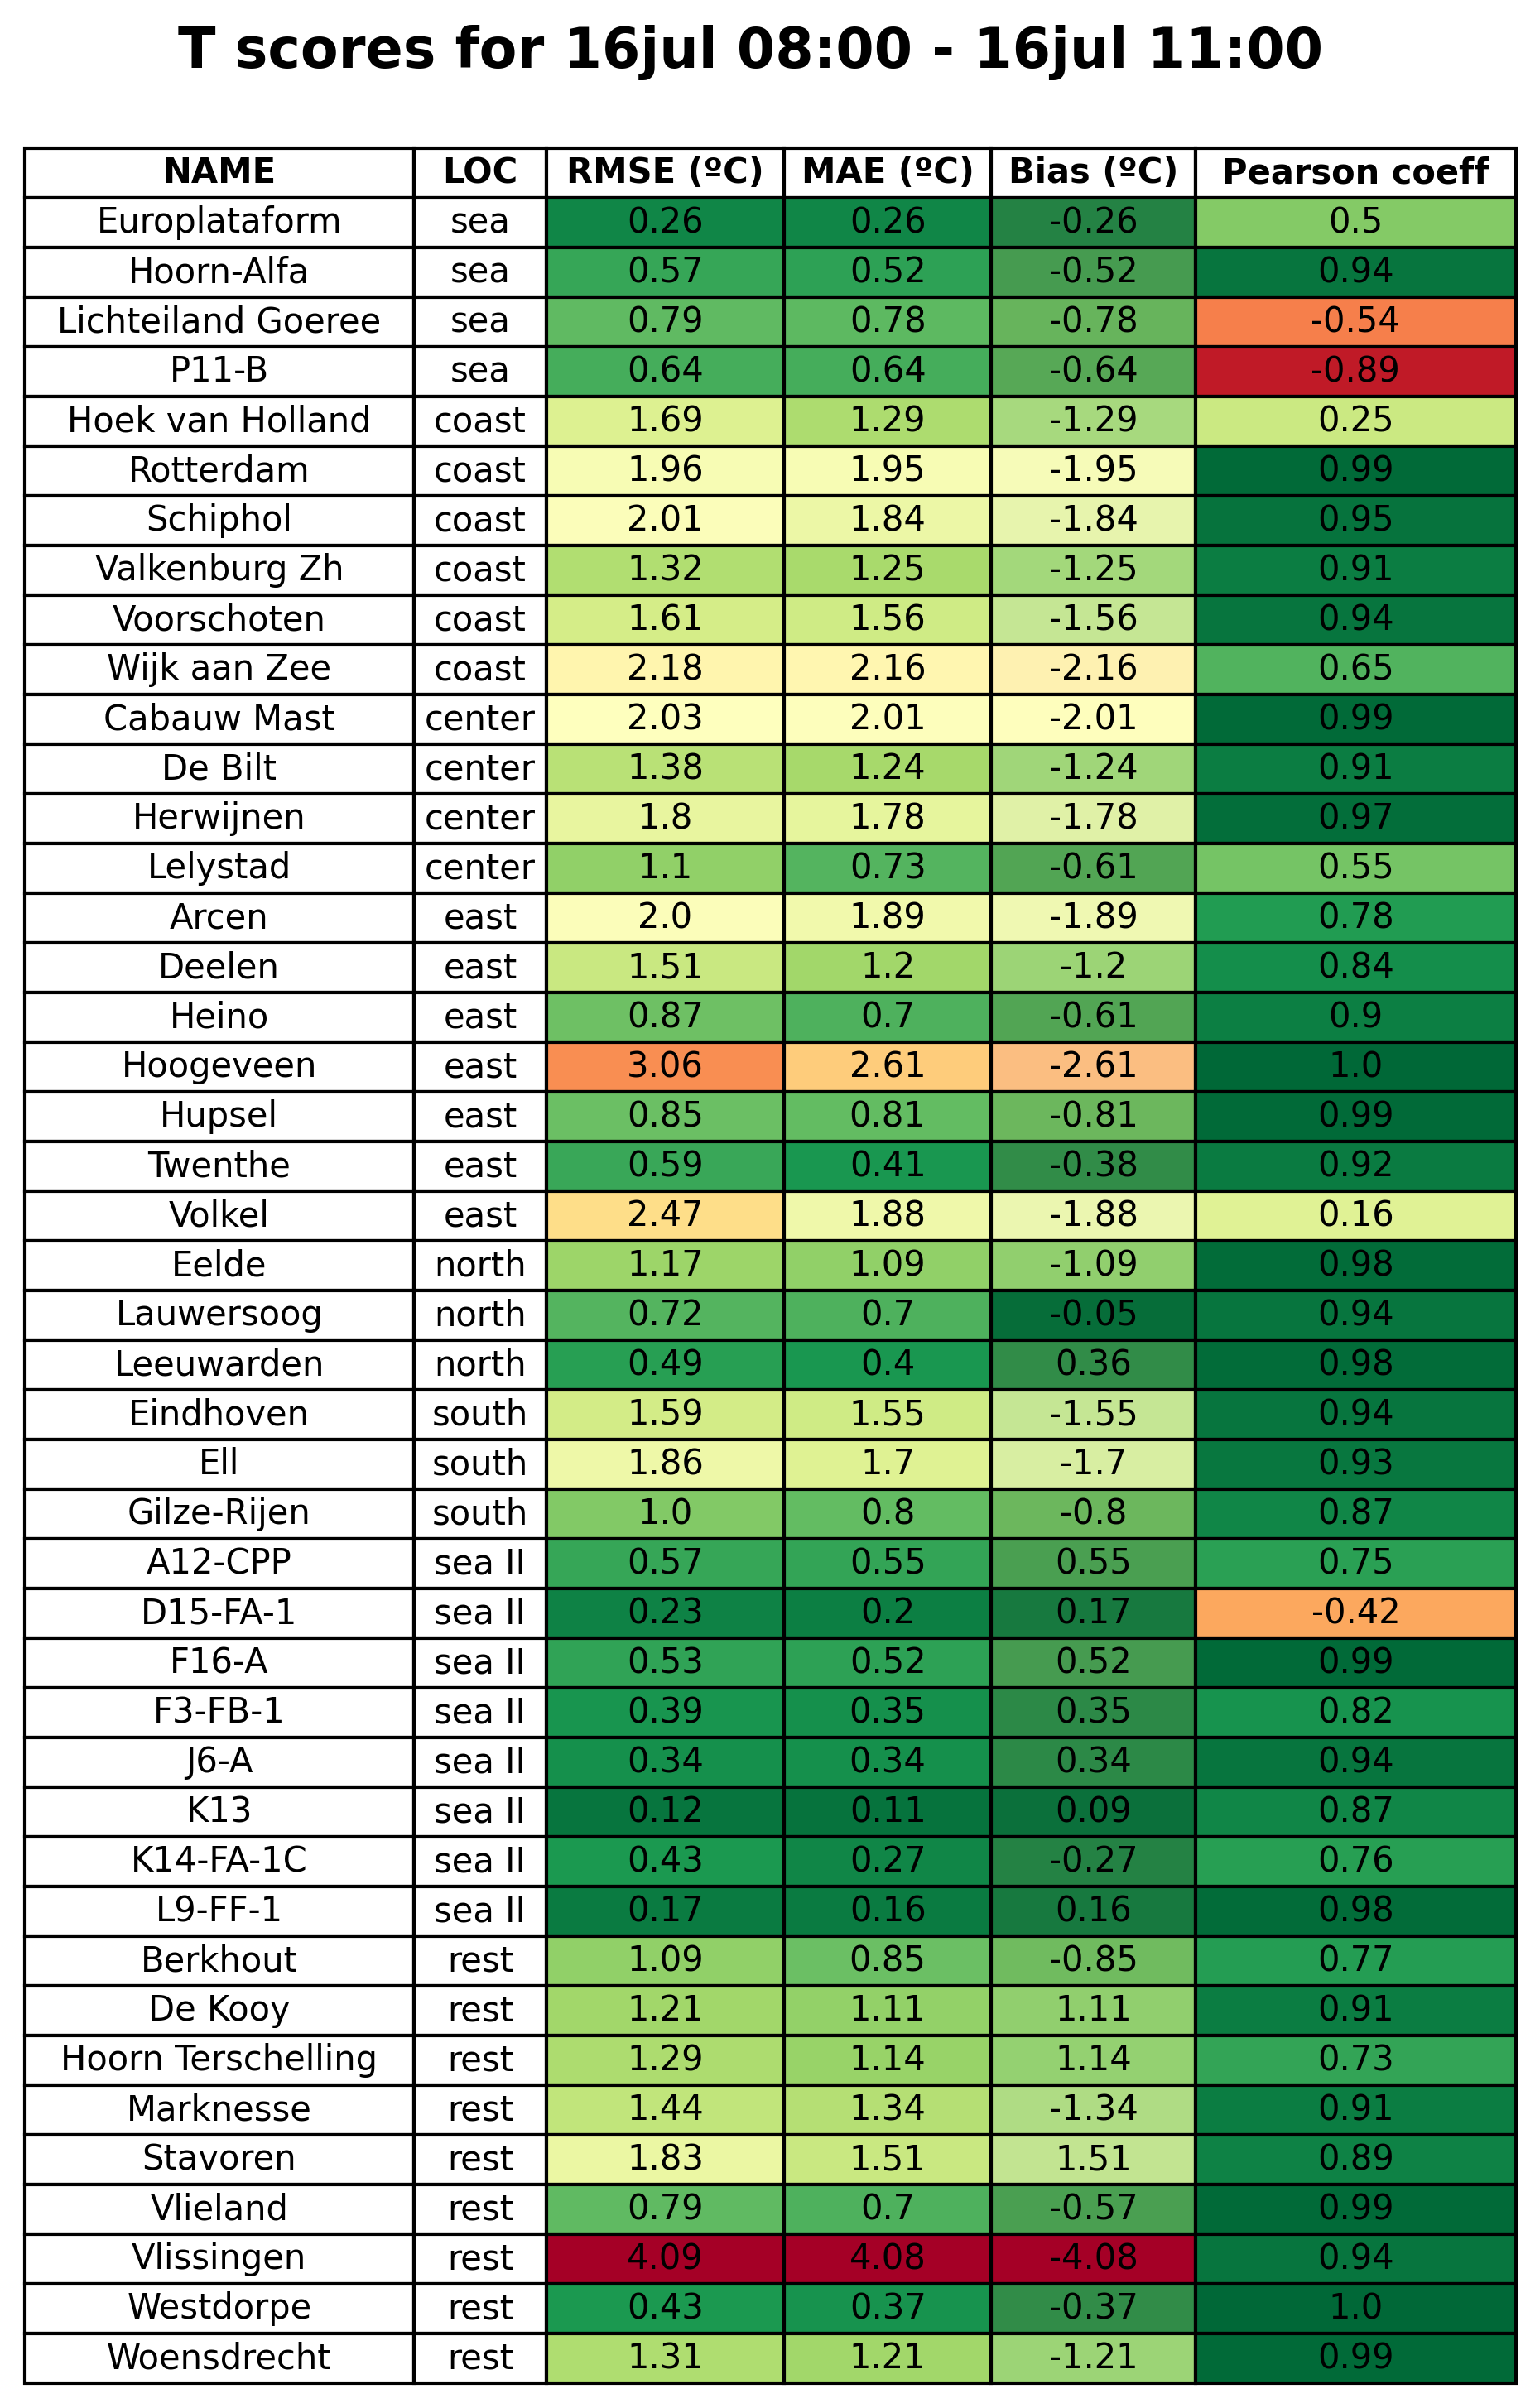 T scores for 16jul 08:00 - 16jul 11:00
NAME LOC RMSE (ºC) MAE (ºC) Bias (ºC) Pearson coeff
Europlataform sea 0.26 0.26 -0.26 0.5
Hoorn-Alfa sea 0.57 0.52 -0.52 0.94
Lichteiland Goeree sea 0.79 0.78 -0.78 -0.54
P11-B sea 0.64 0.64 -0.64 -0.89
Hoek van Holland coast 1.69 1.29 -1.29 0.25
Rotterdam coast 1.96 1.95 -1.95 0.99
Schiphol coast 2.01 1.84 -1.84 0.95
Valkenburg Zh coast 1.32 1.25 -1.25 0.91
Voorschoten coast 1.61 1.56 -1.56 0.94
Wijk aan Zee coast 2.18 2.16 -2.16 0.65
Cabauw Mast center 2.03 2.01 -2.01 0.99
De Bilt center 1.38 1.24 -1.24 0.91
Herwijnen center 1.8 1.78 -1.78 0.97
Lelystad center 1.1 0.73 -0.61 0.55
Arcen east 2.0 1.89 -1.89 0.78
Deelen east 1.51 1.2 -1.2 0.84
Heino east 0.87 0.7 -0.61 0.9
Hoogeveen east 3.06 2.61 -2.61 1.0
Hupsel east 0.85 0.81 -0.81 0.99
Twenthe east 0.59 0.41 -0.38 0.92
Volkel east 2.47 1.88 -1.88 0.16
Eelde north 1.17 1.09 -1.09 0.98
Lauwersoog north 0.72 0.7 -0.05 0.94
Leeuwarden north 0.49 0.4 0.36 0.98
Eindhoven south 1.59 1.55 -1.55 0.94
Ell south 1.86 1.7 -1.7 0.93
Gilze-Rijen south 1.0 0.8 -0.8 0.87
A12-CPP sea II 0.57 0.55 0.55 0.75
D15-FA-1 sea II 0.23 0.2 0.17 -0.42
F16-A sea II 0.53 0.52 0.52 0.99
F3-FB-1 sea II 0.39 0.35 0.35 0.82
J6-A sea II 0.34 0.34 0.34 0.94
K13 sea II 0.12 0.11 0.09 0.87
K14-FA-1C sea II 0.43 0.27 -0.27 0.76
L9-FF-1 sea II 0.17 0.16 0.16 0.98
Berkhout rest 1.09 0.85 -0.85 0.77
De Kooy rest 1.21 1.11 1.11 0.91
Hoorn Terschelling rest 1.29 1.14 1.14 0.73
Marknesse rest 1.44 1.34 -1.34 0.91
Stavoren rest 1.83 1.51 1.51 0.89
Vlieland rest 0.79 0.7 -0.57 0.99
Vlissingen rest 4.09 4.08 -4.08 0.94
Westdorpe rest 0.43 0.37 -0.37 1.0
Woensdrecht rest 1.31 1.21 -1.21 0.99